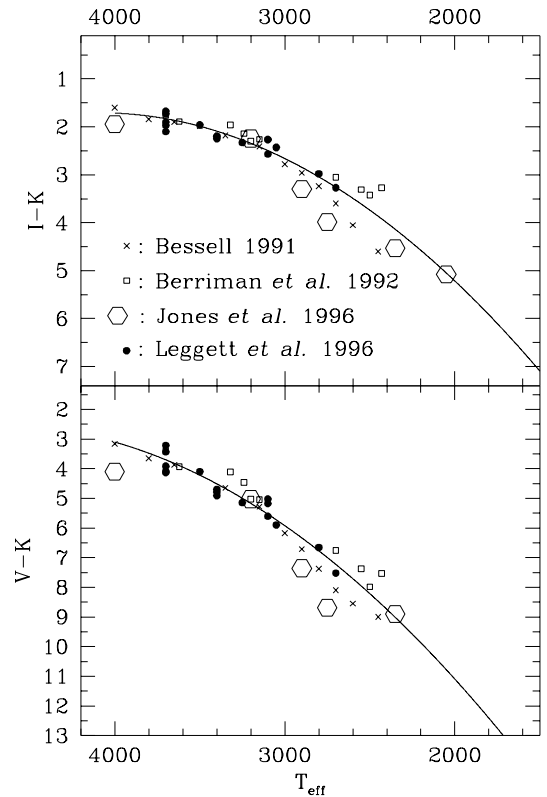 4000 3000 2000
1
2
3
4
5
6
7
I–K
× : Bessell 1991
□ : Berriman et al. 1992
⬡ : Jones et al. 1996
● : Leggett et al. 1996
2
3
4
5
6
7
8
9
10
11
12
13
V–K
4000 3000 2000
Teff